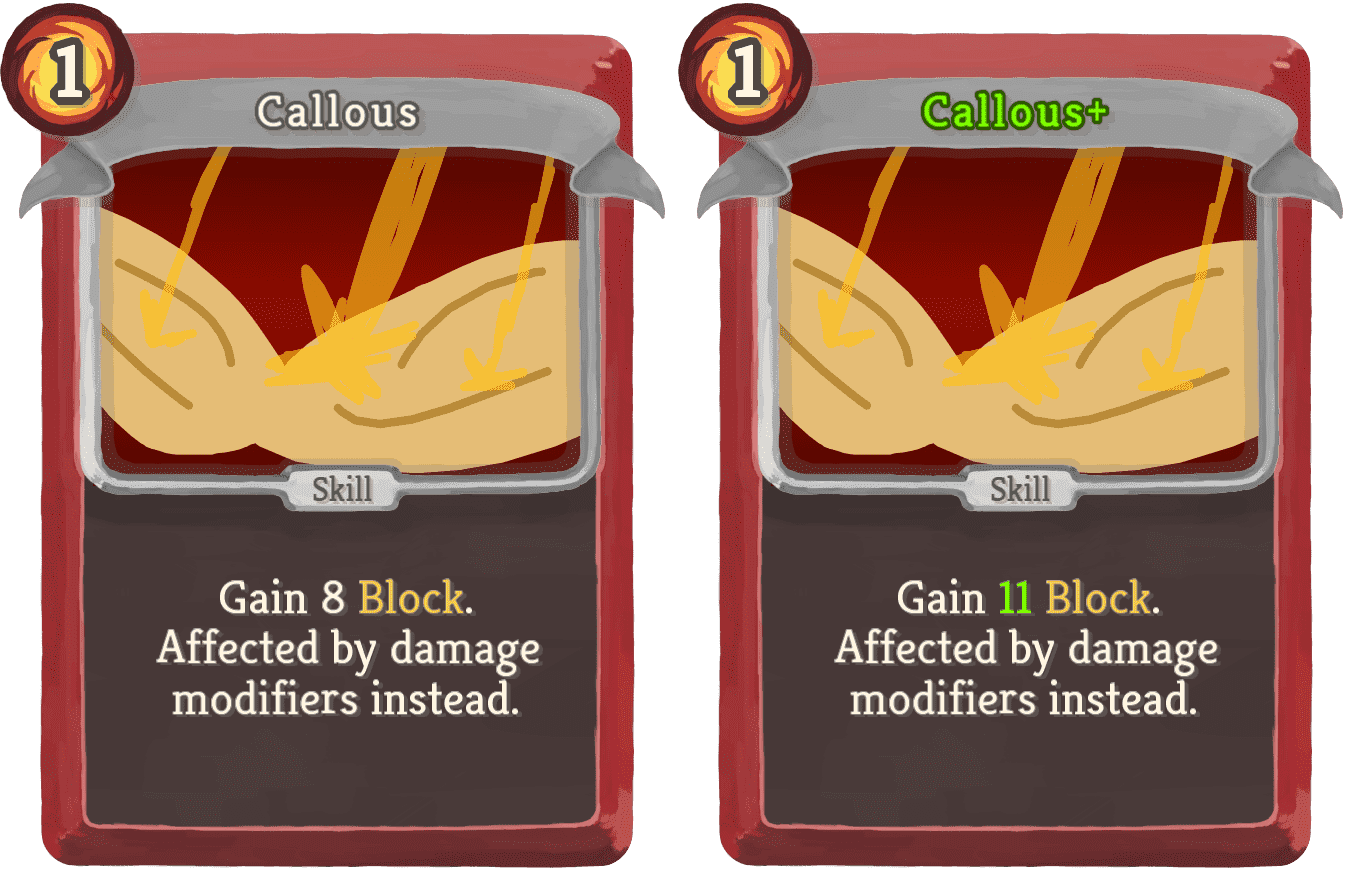 1
Callous
Skill
Gain 8 Block.
Affected by damage
modifiers instead.
1
Callous+
Skill
Gain 11 Block.
Affected by damage
modifiers instead.